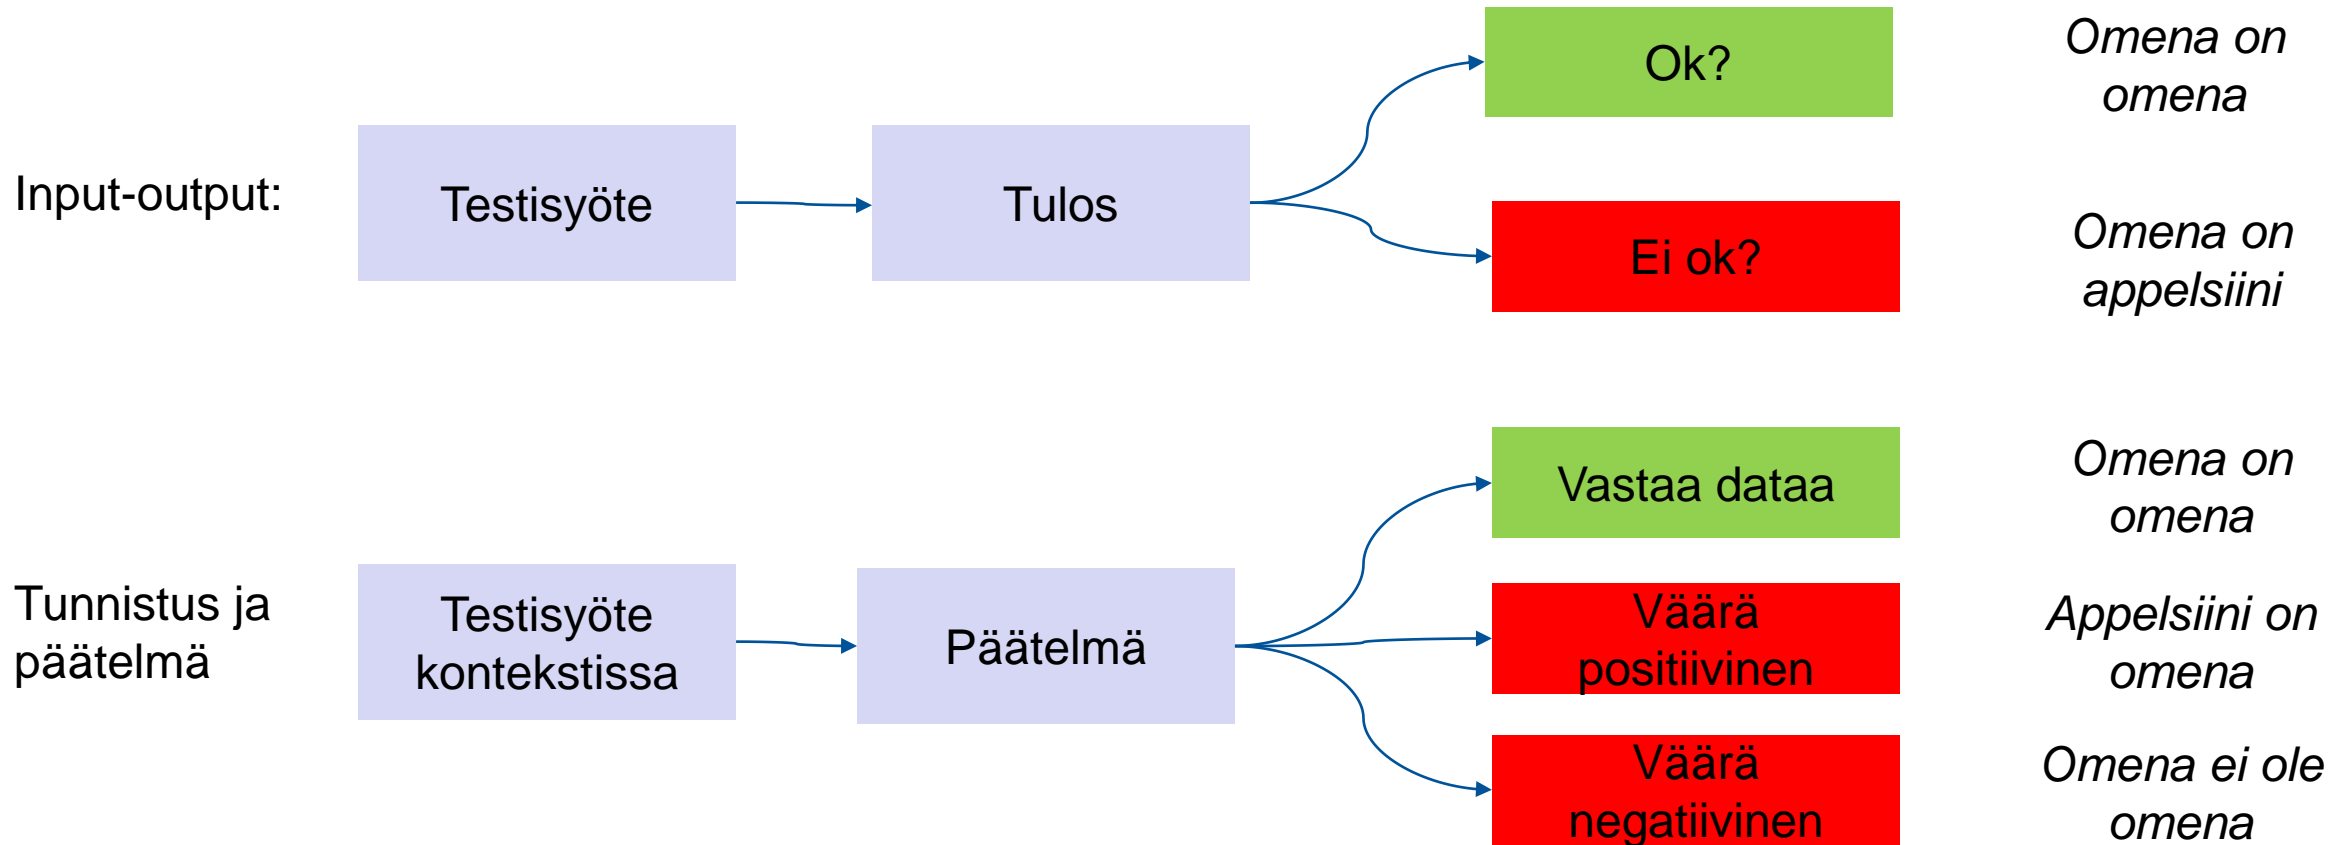 Input-output:
Testisyöte
Tulos
Ok?
Omena on
omena
Ei ok?
Omena on
appelsiini
Tunnistus ja
päätelmä
Testisyöte
kontekstissa
Päätelmä
Vastaa dataa
Omena on
omena
Väärä
positiivinen
Appelsiini on
omena
Väärä
negatiivinen
Omena ei ole
omena